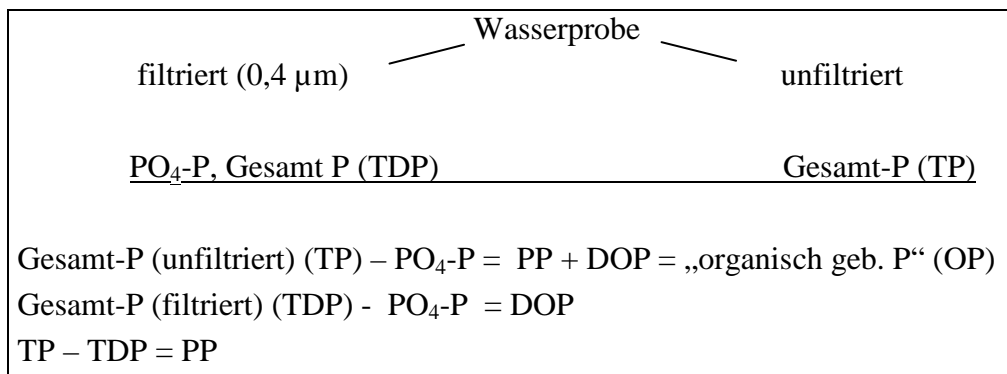 Wasserprobe
filtriert (0,4 µm) unfiltriert
PO₄-P, Gesamt P (TDP) Gesamt-P (TP)
Gesamt-P (unfiltriert) (TP) – PO₄-P = PP + DOP = „organisch geb. P“ (OP)
Gesamt-P (filtriert) (TDP) - PO₄-P = DOP
TP – TDP = PP